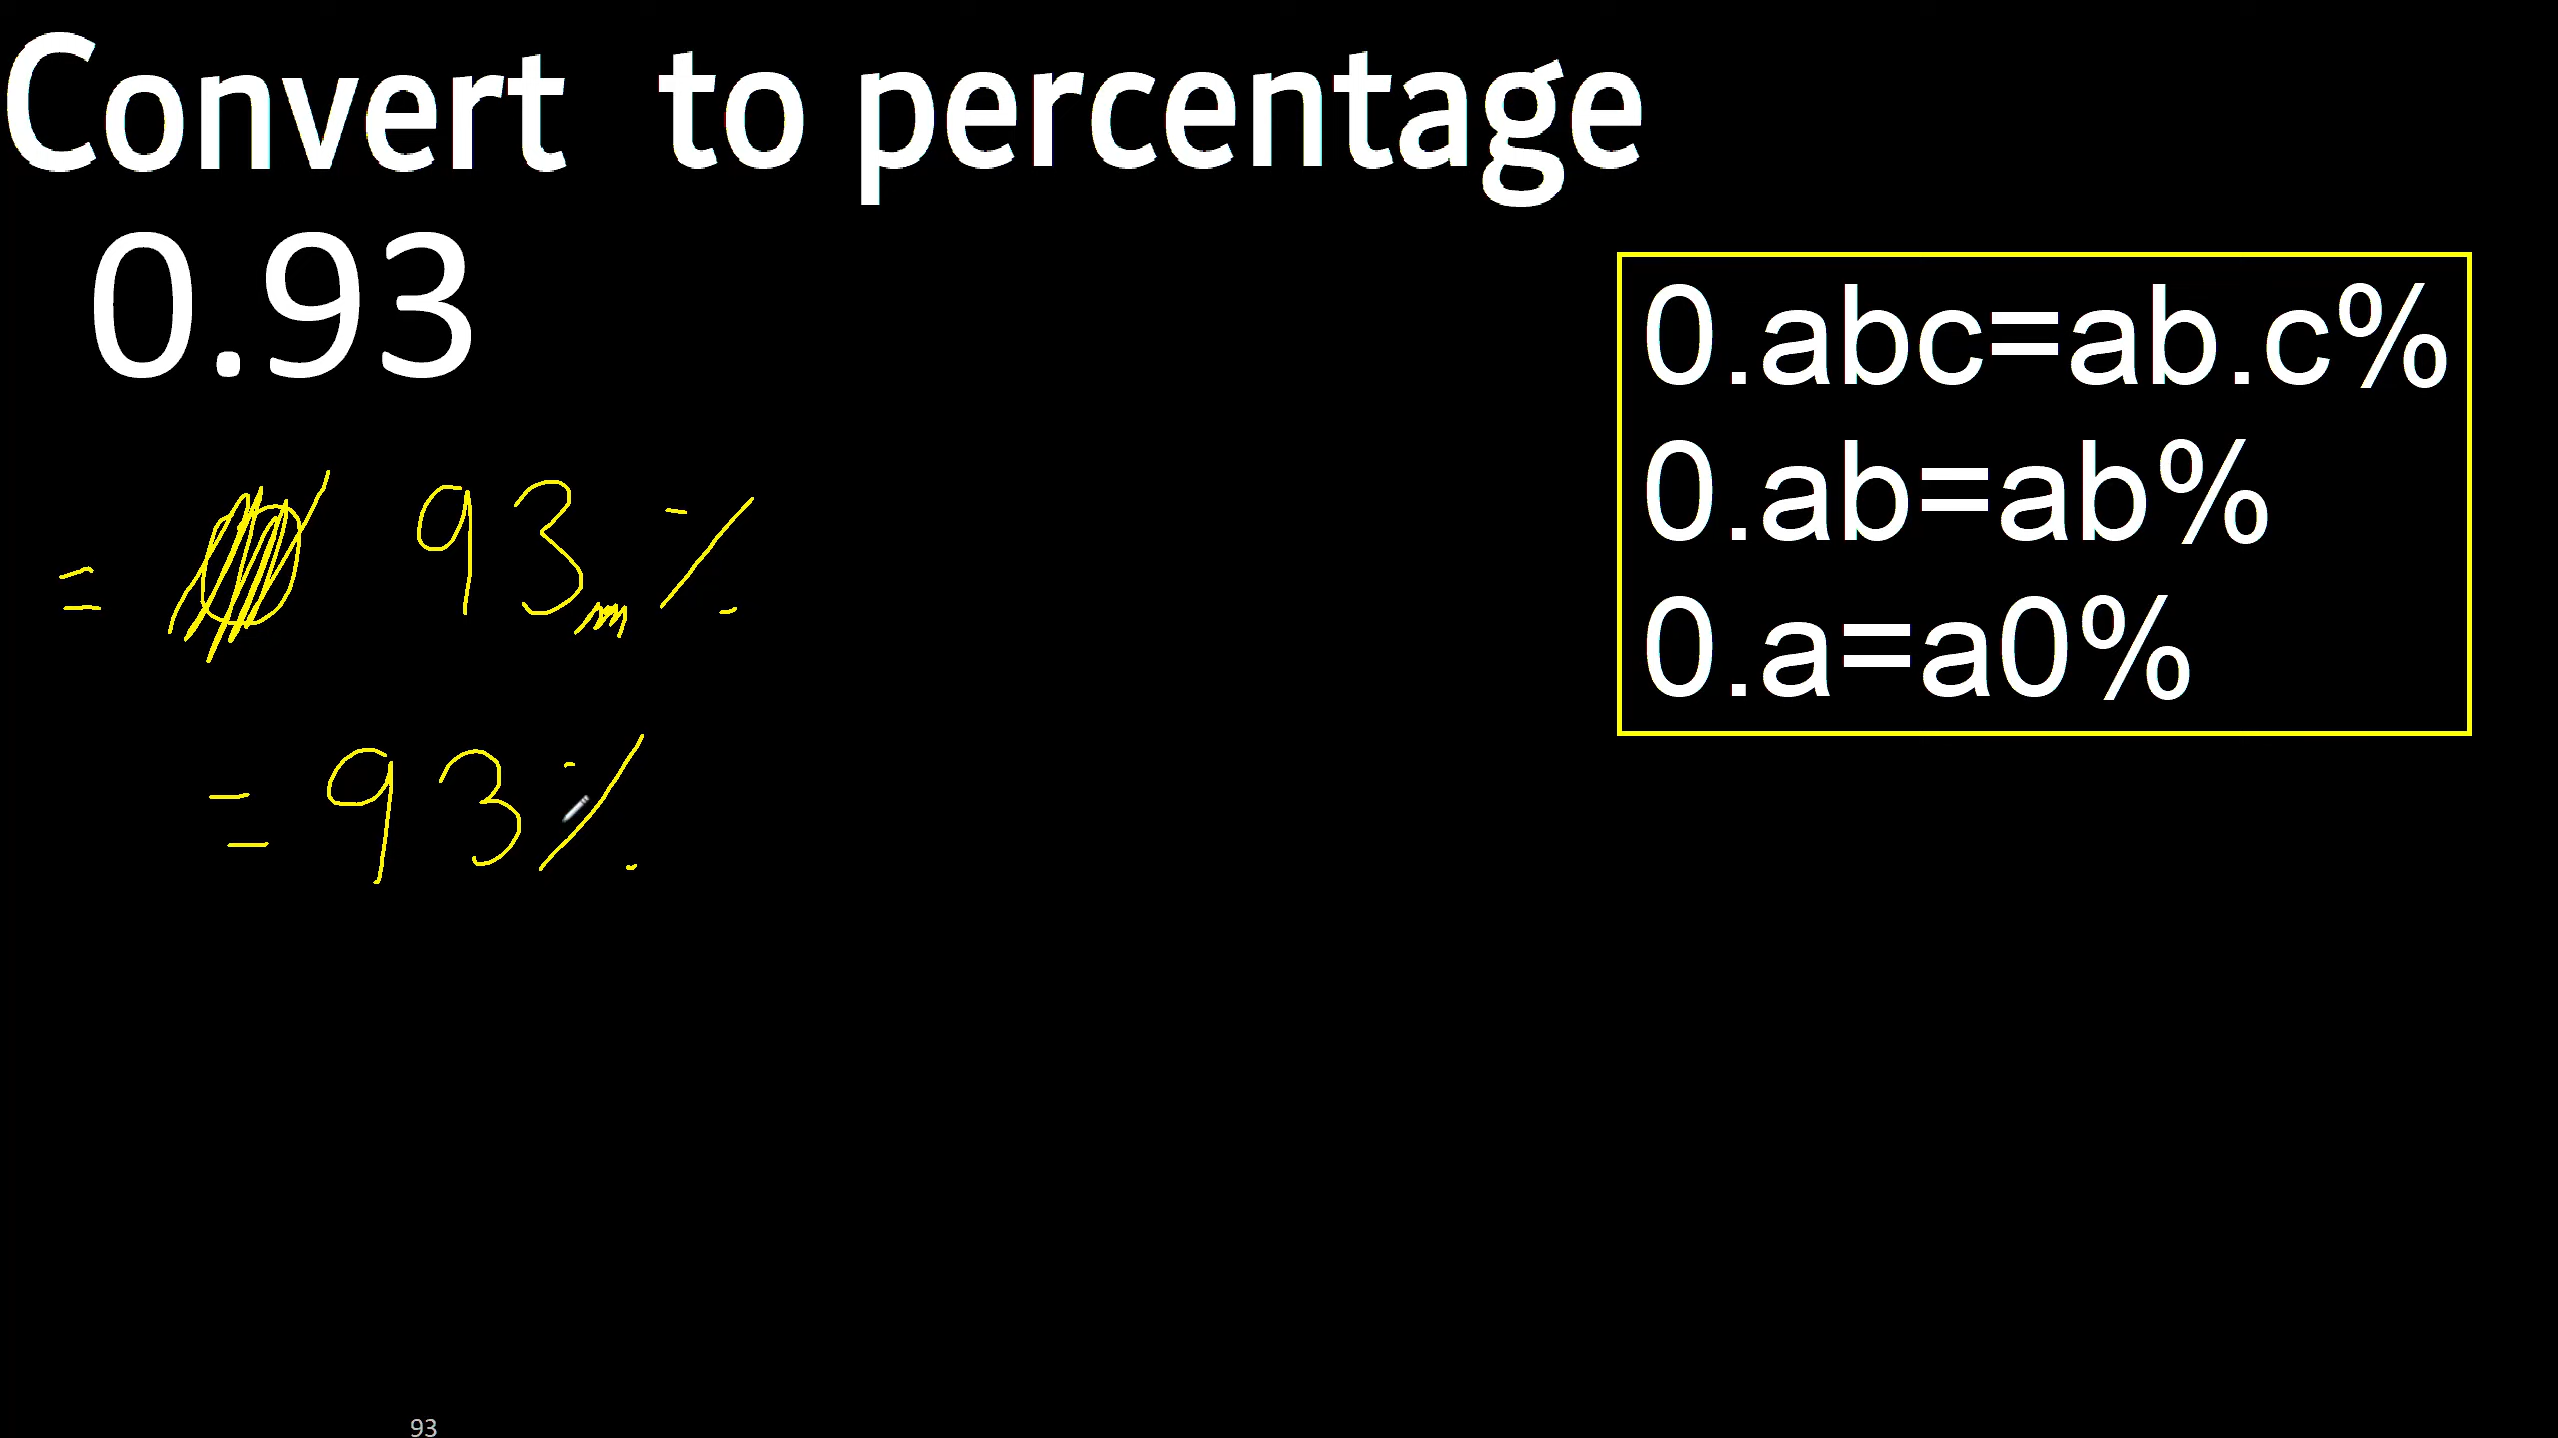 Convert to percentage
0.93
0.abc=ab.c%
0.ab=ab%
0.a=a0%
= 93%
= 93%
93